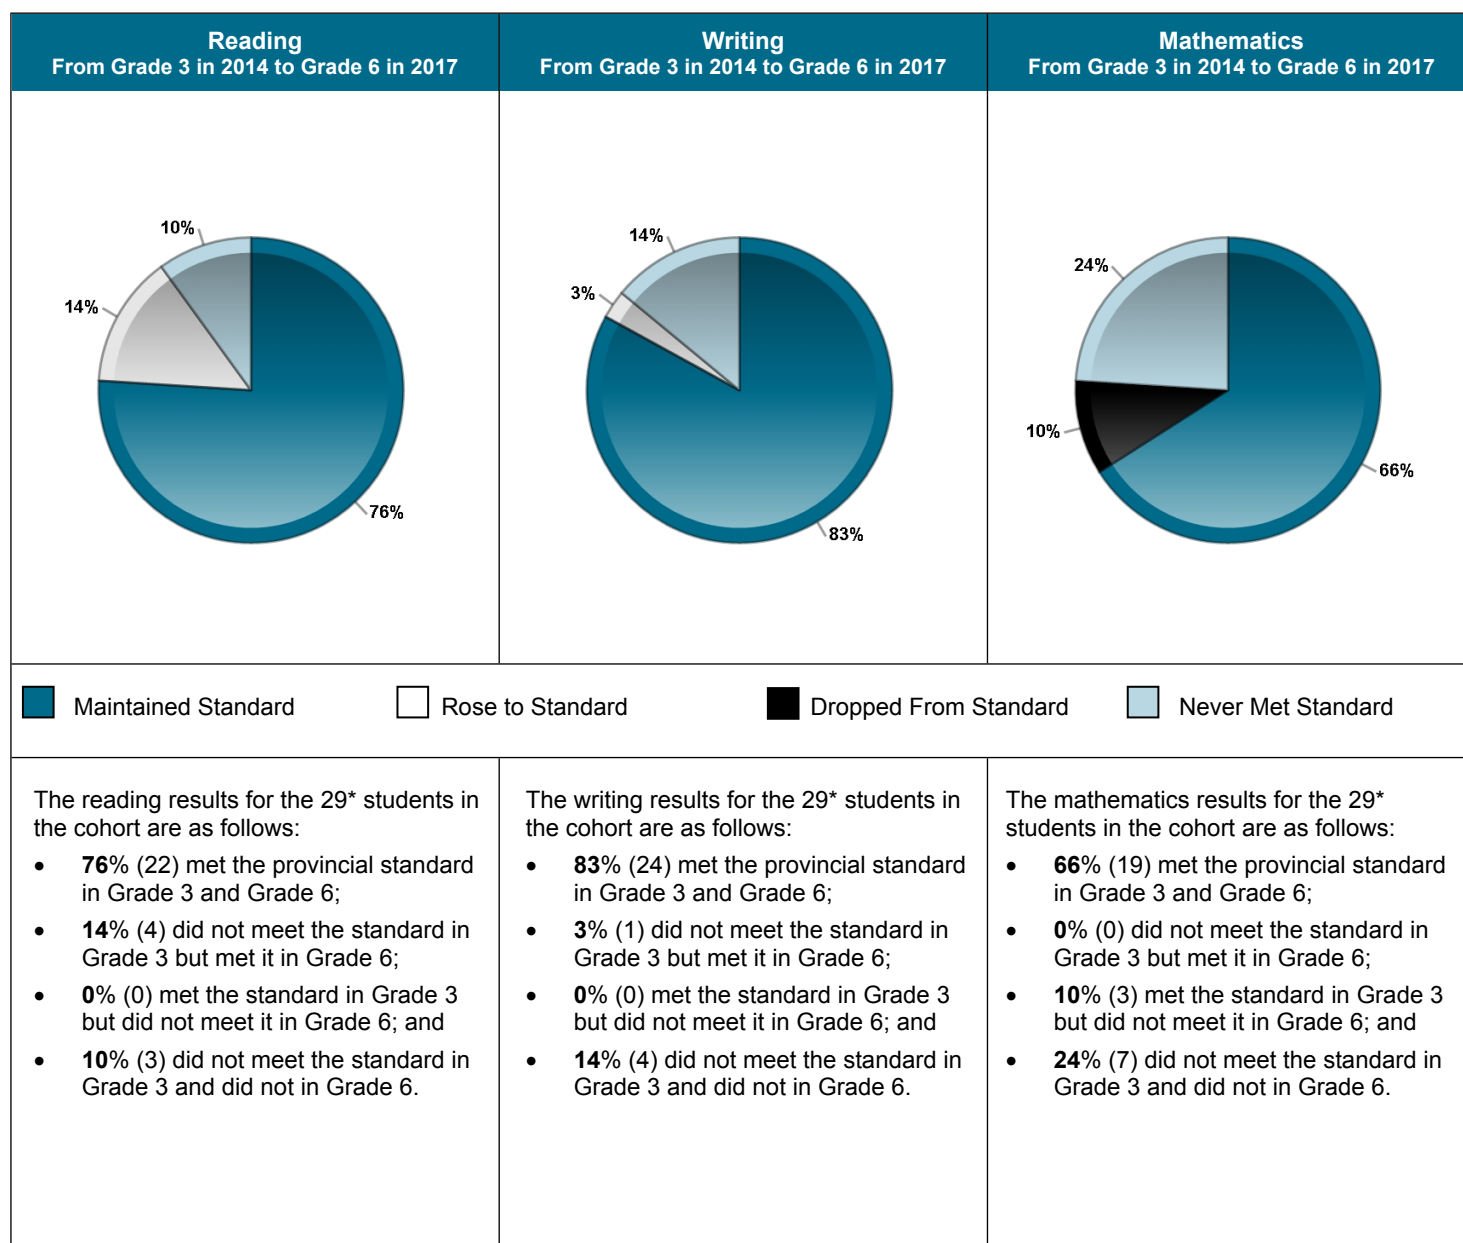 Reading
From Grade 3 in 2014 to Grade 6 in 2017
Writing
From Grade 3 in 2014 to Grade 6 in 2017
Mathematics
From Grade 3 in 2014 to Grade 6 in 2017
10%
14%
76%
14%
3%
83%
24%
10%
66%
Maintained Standard
Rose to Standard
Dropped From Standard
Never Met Standard
The reading results for the 29* students in
the cohort are as follows:
• 76% (22) met the provincial standard
in Grade 3 and Grade 6;
• 14% (4) did not meet the standard in
Grade 3 but met it in Grade 6;
• 0% (0) met the standard in Grade 3
but did not meet it in Grade 6; and
• 10% (3) did not meet the standard in
Grade 3 and did not in Grade 6.
The writing results for the 29* students in
the cohort are as follows:
• 83% (24) met the provincial standard
in Grade 3 and Grade 6;
• 3% (1) did not meet the standard in
Grade 3 but met it in Grade 6;
• 0% (0) met the standard in Grade 3
but did not meet it in Grade 6; and
• 14% (4) did not meet the standard in
Grade 3 and did not in Grade 6.
The mathematics results for the 29*
students in the cohort are as follows:
• 66% (19) met the provincial standard
in Grade 3 and Grade 6;
• 0% (0) did not meet the standard in
Grade 3 but met it in Grade 6;
• 10% (3) met the standard in Grade 3
but did not meet it in Grade 6; and
• 24% (7) did not meet the standard in
Grade 3 and did not in Grade 6.